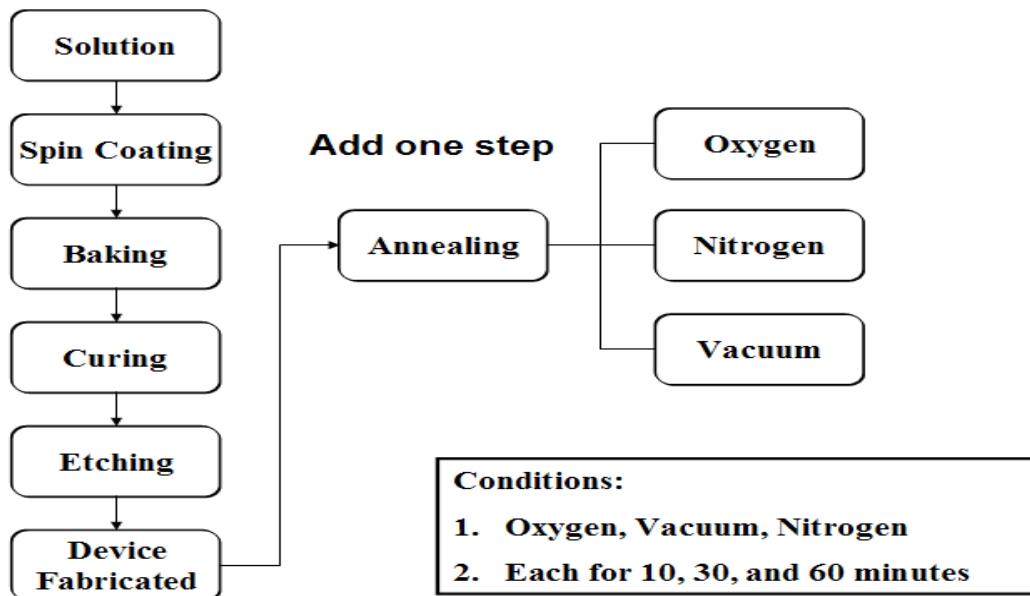 Solution
Spin Coating
Baking
Curing
Etching
Device
Fabricated
Add one step
Annealing
Oxygen
Nitrogen
Vacuum
Conditions:
1. Oxygen, Vacuum, Nitrogen
2. Each for 10, 30, and 60 minutes